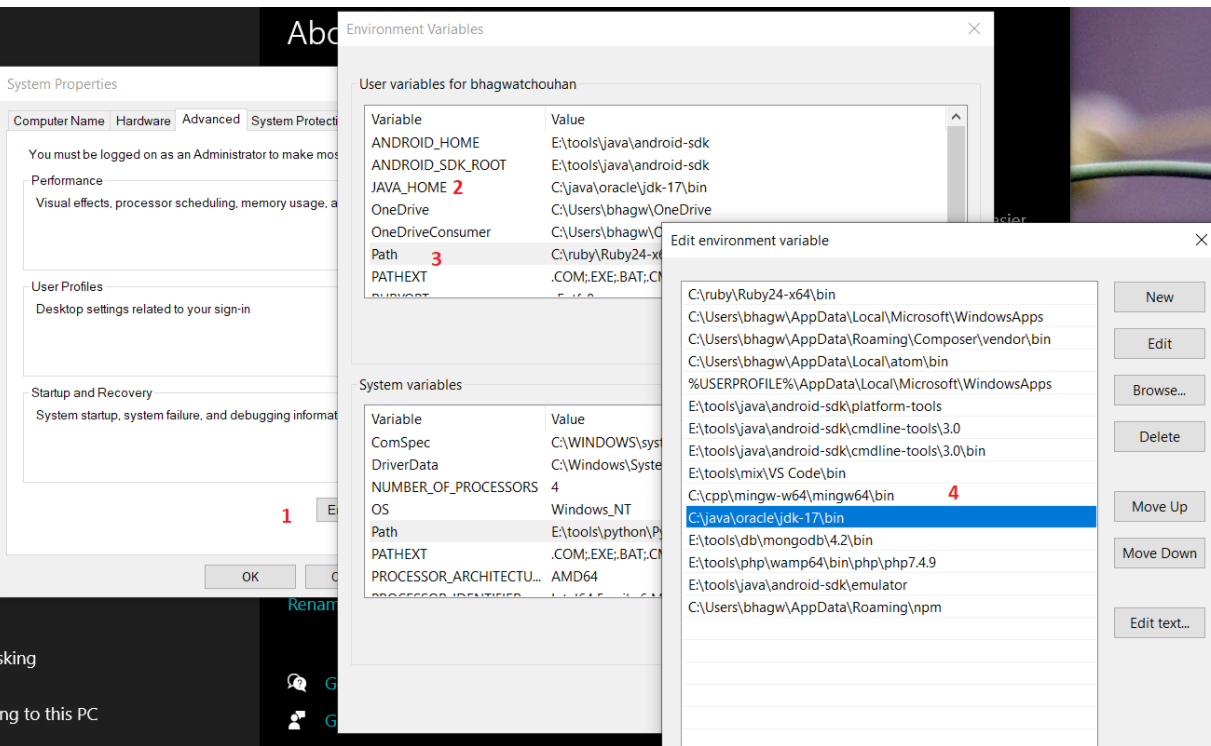 Abo
System Properties
Computer Name Hardware Advanced System Protecti
You must be logged on as an Administrator to make mos
Performance
Visual effects, processor scheduling, memory usage, a
User Profiles
Desktop settings related to your sign-in
Startup and Recovery
System startup, system failure, and debugging informat
1
OK
Renam
sking
ng to this PC
G
G
Environment Variables
User variables for bhagwatchouhan
Variable Value
ANDROID_HOME E:\tools\java\android-sdk
ANDROID_SDK_ROOT E:\tools\java\android-sdk
JAVA_HOME 2 C:\java\oracle\jdk-17\bin
OneDrive C:\Users\bhagw\OneDrive
OneDriveConsumer C:\Users\bhagw\O
Path 3 C:\ruby\Ruby24-x6
PATHEXT .COM;.EXE;.BAT;.CM
System variables
Variable Value
ComSpec C:\WINDOWS\syst
DriverData C:\Windows\Syste
NUMBER_OF_PROCESSORS 4
OS Windows_NT
Path E:\tools\python\Py
PATHEXT .COM;.EXE;.BAT;.CM
PROCESSOR_ARCHITECTU... AMD64
easier
Edit environment variable
C:\ruby\Ruby24-x64\bin
C:\Users\bhagw\AppData\Local\Microsoft\WindowsApps
C:\Users\bhagw\AppData\Roaming\Composer\vendor\bin
C:\Users\bhagw\AppData\Local\atom\bin
%USERPROFILE%\AppData\Local\Microsoft\WindowsApps
E:\tools\java\android-sdk\platform-tools
E:\tools\java\android-sdk\cmdline-tools\3.0
E:\tools\java\android-sdk\cmdline-tools\3.0\bin
E:\tools\mix\VS Code\bin
C:\cpp\mingw-w64\mingw64\bin 4
C:\java\oracle\jdk-17\bin
E:\tools\db\mongodb\4.2\bin
E:\tools\php\wamp64\bin\php\php7.4.9
E:\tools\java\android-sdk\emulator
C:\Users\bhagw\AppData\Roaming\npm
New
Edit
Browse...
Delete
Move Up
Move Down
Edit text...